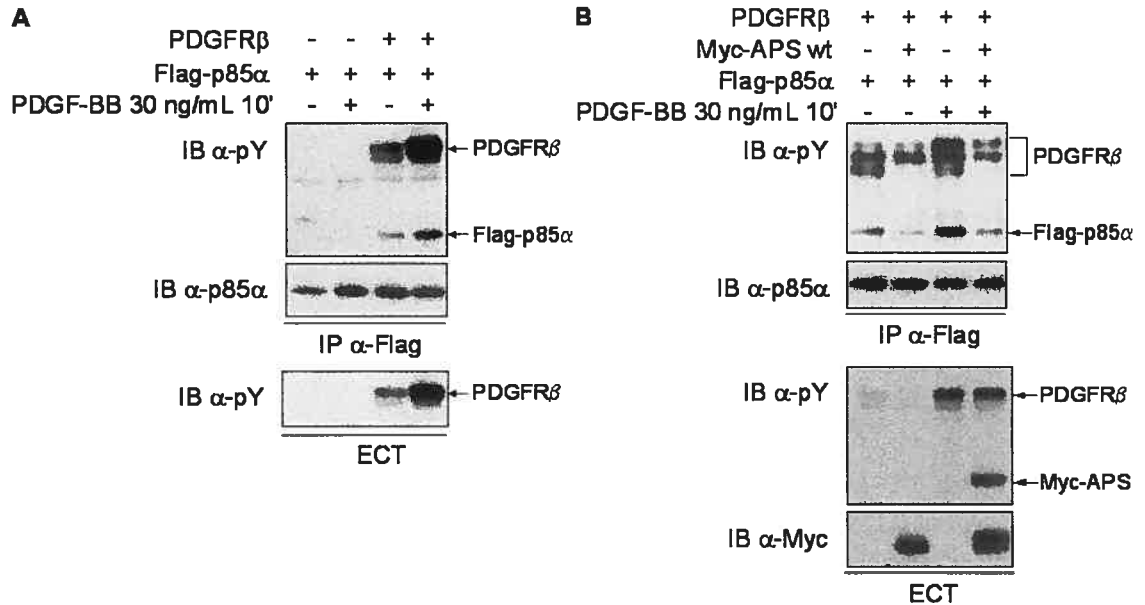 A
PDGFRβ - - + +
Flag-p85α + + + +
PDGF-BB 30 ng/mL 10' - + - +
IB α-pY
PDGFRβ
Flag-p85α
IB α-p85α
IP α-Flag
IB α-pY
PDGFRβ
ECT
B
PDGFRβ + + + +
Myc-APS wt - + - +
Flag-p85α + + + +
PDGF-BB 30 ng/mL 10' - - + +
IB α-pY
PDGFRβ
Flag-p85α
IB α-p85α
IP α-Flag
IB α-pY
PDGFRβ
Myc-APS
IB α-Myc
ECT